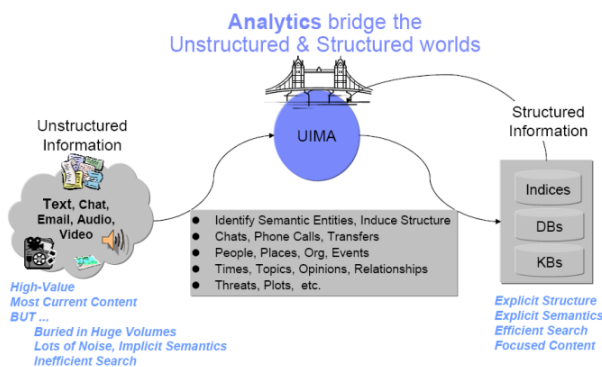 Analytics bridge the
Unstructured & Structured worlds
Unstructured
Information
Text, Chat,
Email, Audio,
Video
High-Value
Most Current Content
BUT ...
Buried in Huge Volumes
Lots of Noise, Implicit Semantics
Inefficient Search
UIMA
● Identify Semantic Entities, Induce Structure
● Chats, Phone Calls, Transfers
● People, Places, Org, Events
● Times, Topics, Opinions, Relationships
● Threats, Plots, etc.
Structured
Information
Indices
DBs
KBs
Explicit Structure
Explicit Semantics
Efficient Search
Focused Content